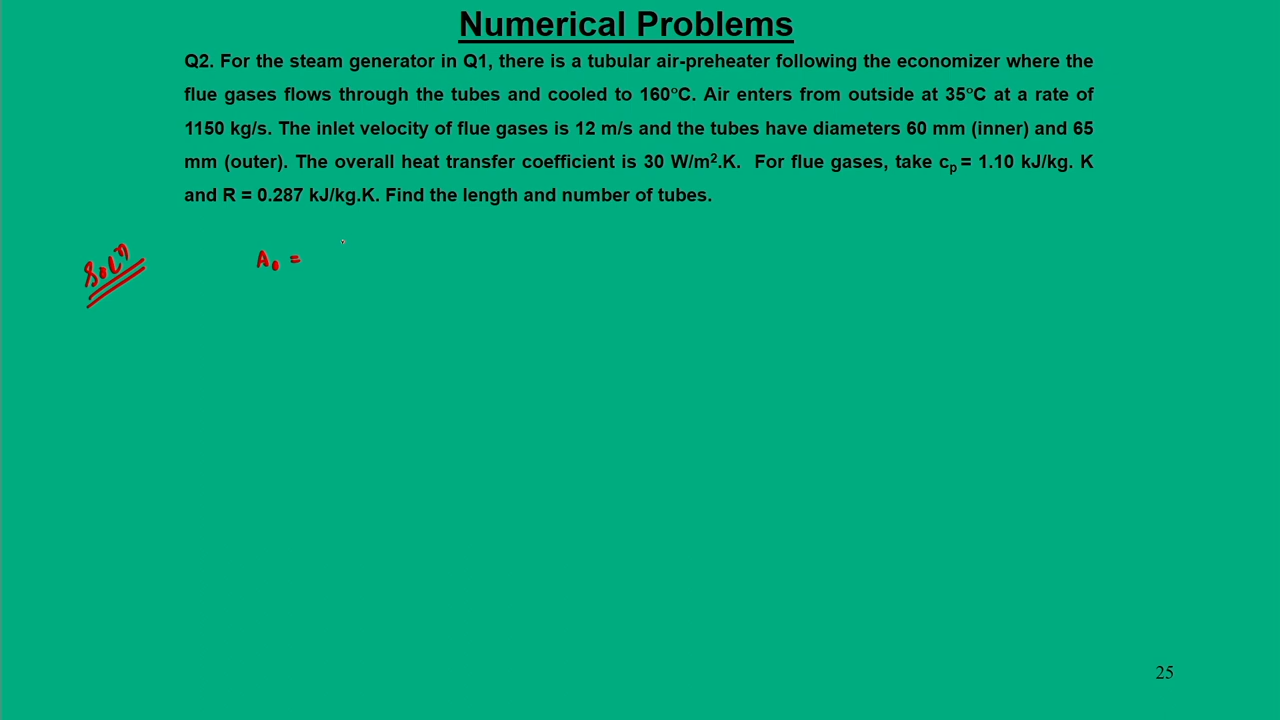 Numerical Problems
Q2. For the steam generator in Q1, there is a tubular air-preheater following the economizer where the
flue gases flows through the tubes and cooled to 160°C. Air enters from outside at 35°C at a rate of
1150 kg/s. The inlet velocity of flue gases is 12 m/s and the tubes have diameters 60 mm (inner) and 65
mm (outer). The overall heat transfer coefficient is 30 W/m².K. For flue gases, take cₚ = 1.10 kJ/kg. K
and R = 0.287 kJ/kg.K. Find the length and number of tubes.
Solⁿ
A₀ =
25